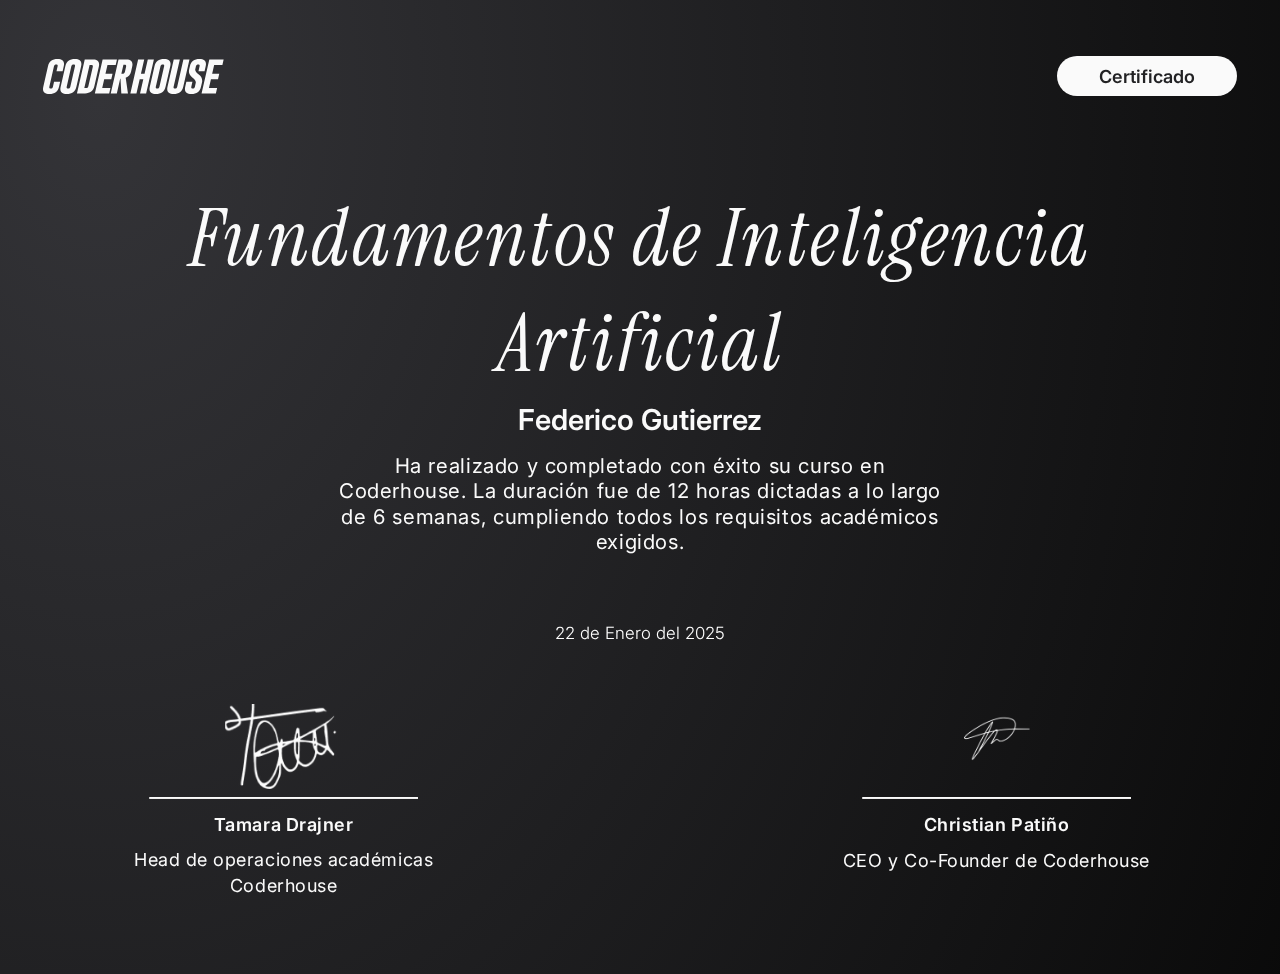 CODERHOUSE
Certificado
Fundamentos de Inteligencia
Artificial
Federico Gutierrez
Ha realizado y completado con éxito su curso en
Coderhouse. La duración fue de 12 horas dictadas a lo largo
de 6 semanas, cumpliendo todos los requisitos académicos
exigidos.
22 de Enero del 2025
Tamara Drajner
Head de operaciones académicas
Coderhouse
Christian Patiño
CEO y Co-Founder de Coderhouse